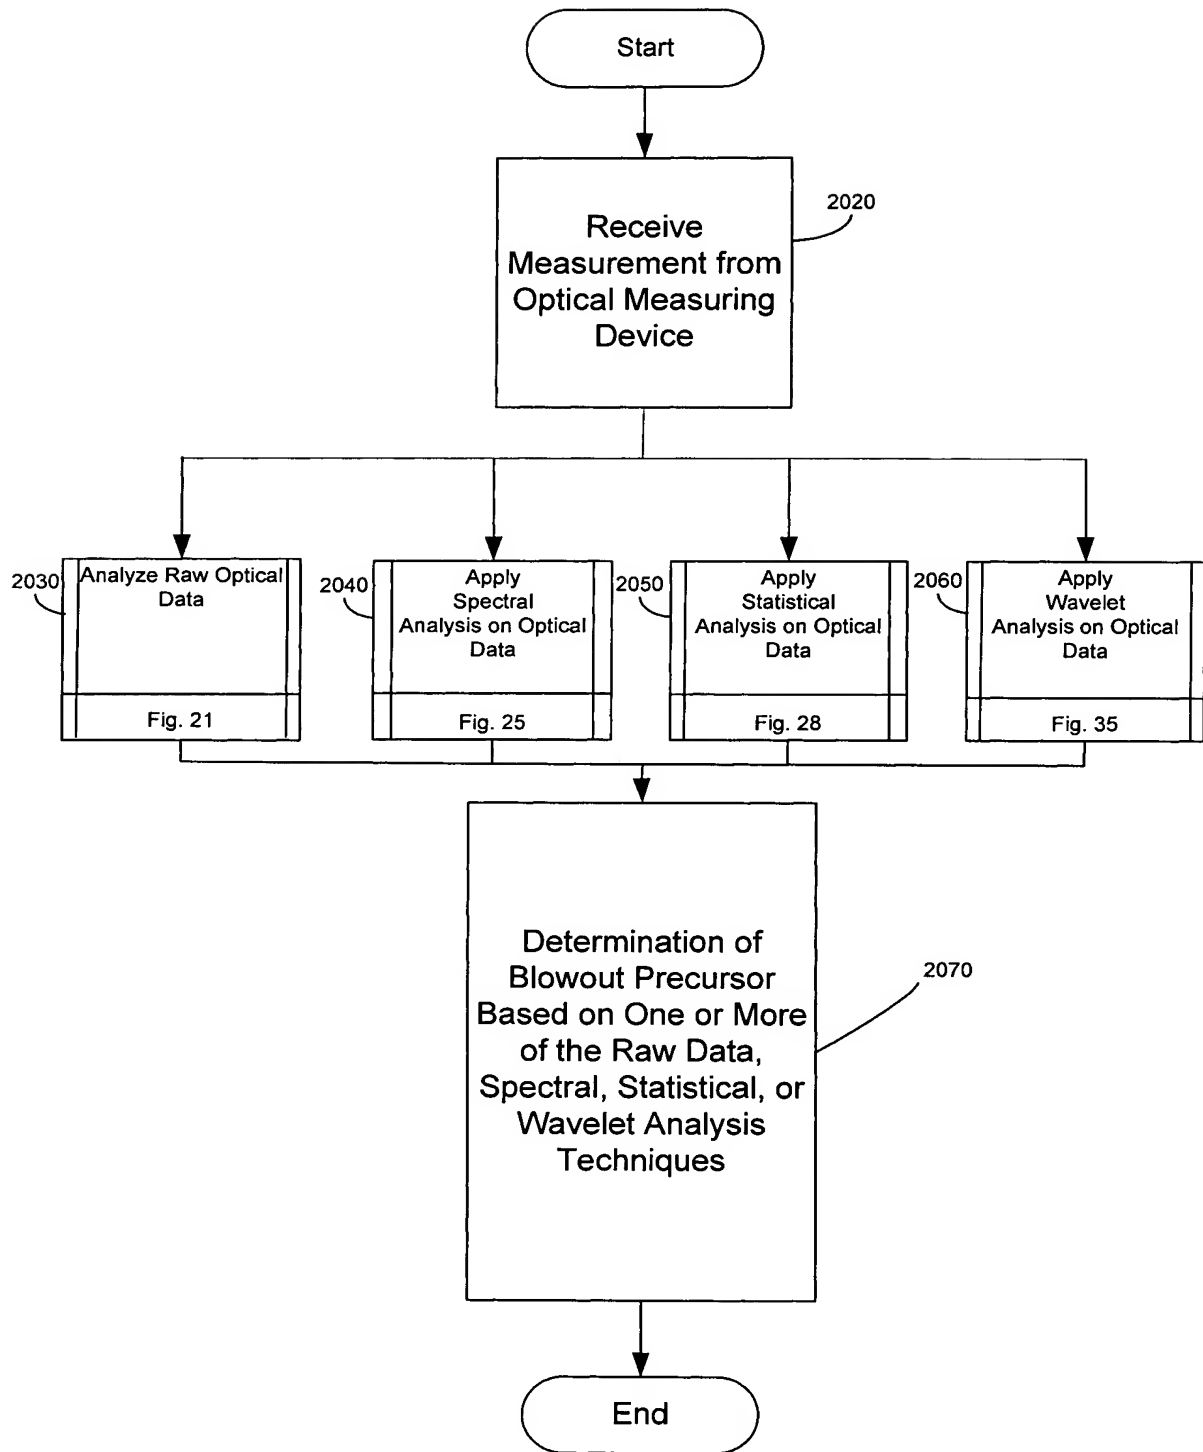 Start
Receive
Measurement from
Optical Measuring
Device
2020
2030
Analyze Raw Optical
Data
Fig. 21
2040
Apply
Spectral
Analysis on Optical
Data
Fig. 25
2050
Apply
Statistical
Analysis on Optical
Data
Fig. 28
2060
Apply
Wavelet
Analysis on Optical
Data
Fig. 35
Determination of
Blowout Precursor
Based on One or More
of the Raw Data,
Spectral, Statistical, or
Wavelet Analysis
Techniques
2070
End